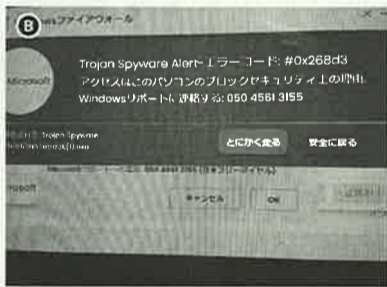 B
ファイアウォール
Microsoft
Trojan Spyware Alert- エラーコード: #0x268d3
アクセスはこのパソコンのブロックセキュリティ上の理由
Windowsサポートに連絡する: 050 4561 3155
Trojan Spyware
とにかく走る
安全に戻る
キャンセル
OK